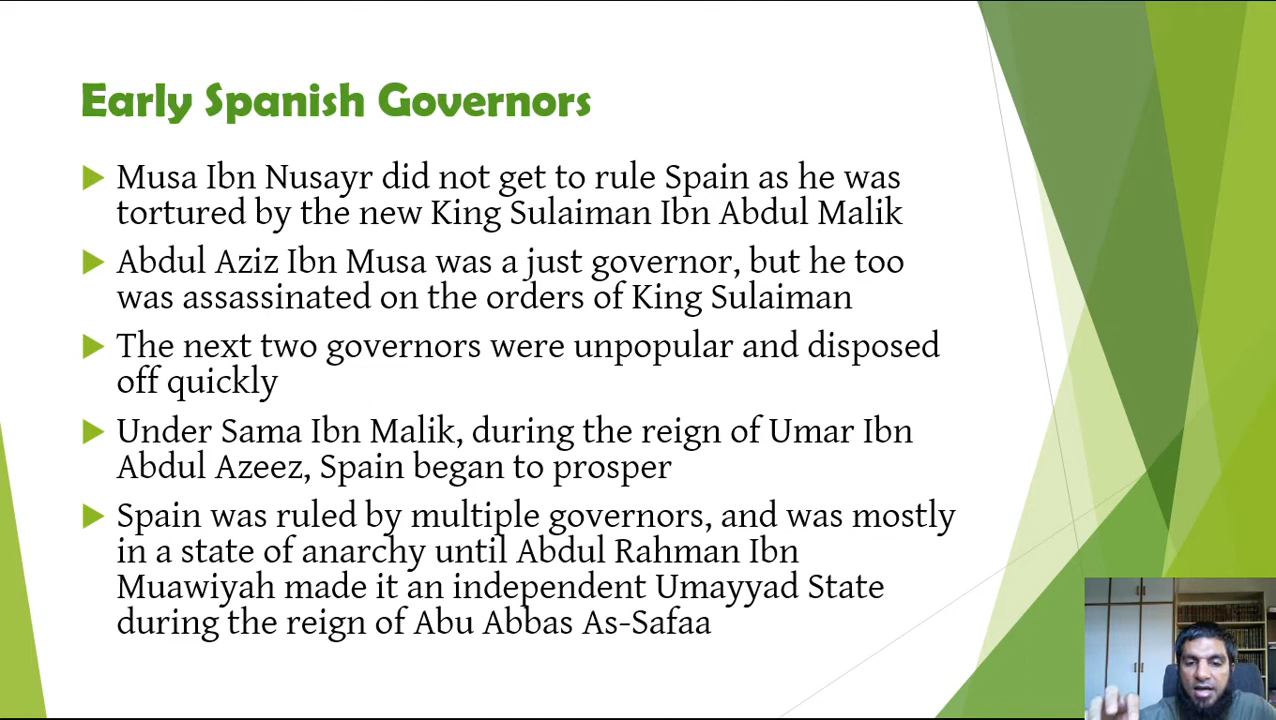 Early Spanish Governors
Musa Ibn Nusayr did not get to rule Spain as he was
tortured by the new King Sulaiman Ibn Abdul Malik
Abdul Aziz Ibn Musa was a just governor, but he too
was assassinated on the orders of King Sulaiman
The next two governors were unpopular and disposed
off quickly
Under Sama Ibn Malik, during the reign of Umar Ibn
Abdul Azeez, Spain began to prosper
Spain was ruled by multiple governors, and was mostly
in a state of anarchy until Abdul Rahman Ibn
Muawiyah made it an independent Umayyad State
during the reign of Abu Abbas As-Safaa